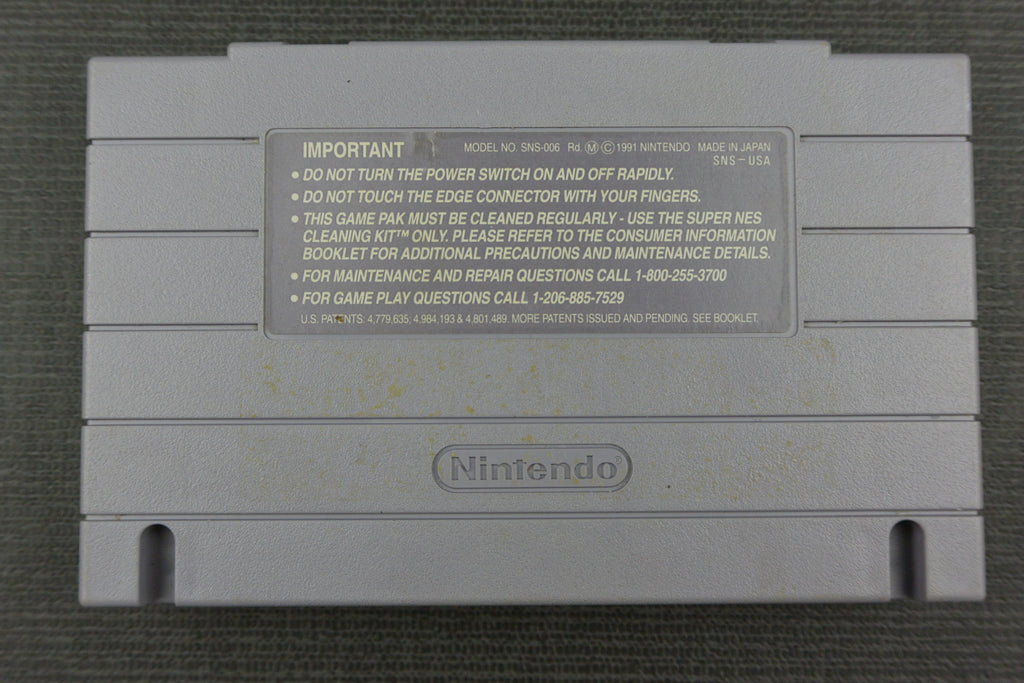 IMPORTANT MODEL NO. SNS-006 Rd. Ⓜ Ⓒ 1991 NINTENDO MADE IN JAPAN
SNS-USA
• DO NOT TURN THE POWER SWITCH ON AND OFF RAPIDLY.
• DO NOT TOUCH THE EDGE CONNECTOR WITH YOUR FINGERS.
• THIS GAME PAK MUST BE CLEANED REGULARLY - USE THE SUPER NES
CLEANING KIT™ ONLY. PLEASE REFER TO THE CONSUMER INFORMATION
BOOKLET FOR ADDITIONAL PRECAUTIONS AND MAINTENANCE DETAILS.
• FOR MAINTENANCE AND REPAIR QUESTIONS CALL 1-800-255-3700
• FOR GAME PLAY QUESTIONS CALL 1-206-885-7529
U.S. PATENTS: 4,779,635; 4,984,193 & 4,801,489. MORE PATENTS ISSUED AND PENDING. SEE BOOKLET.
Nintendo®